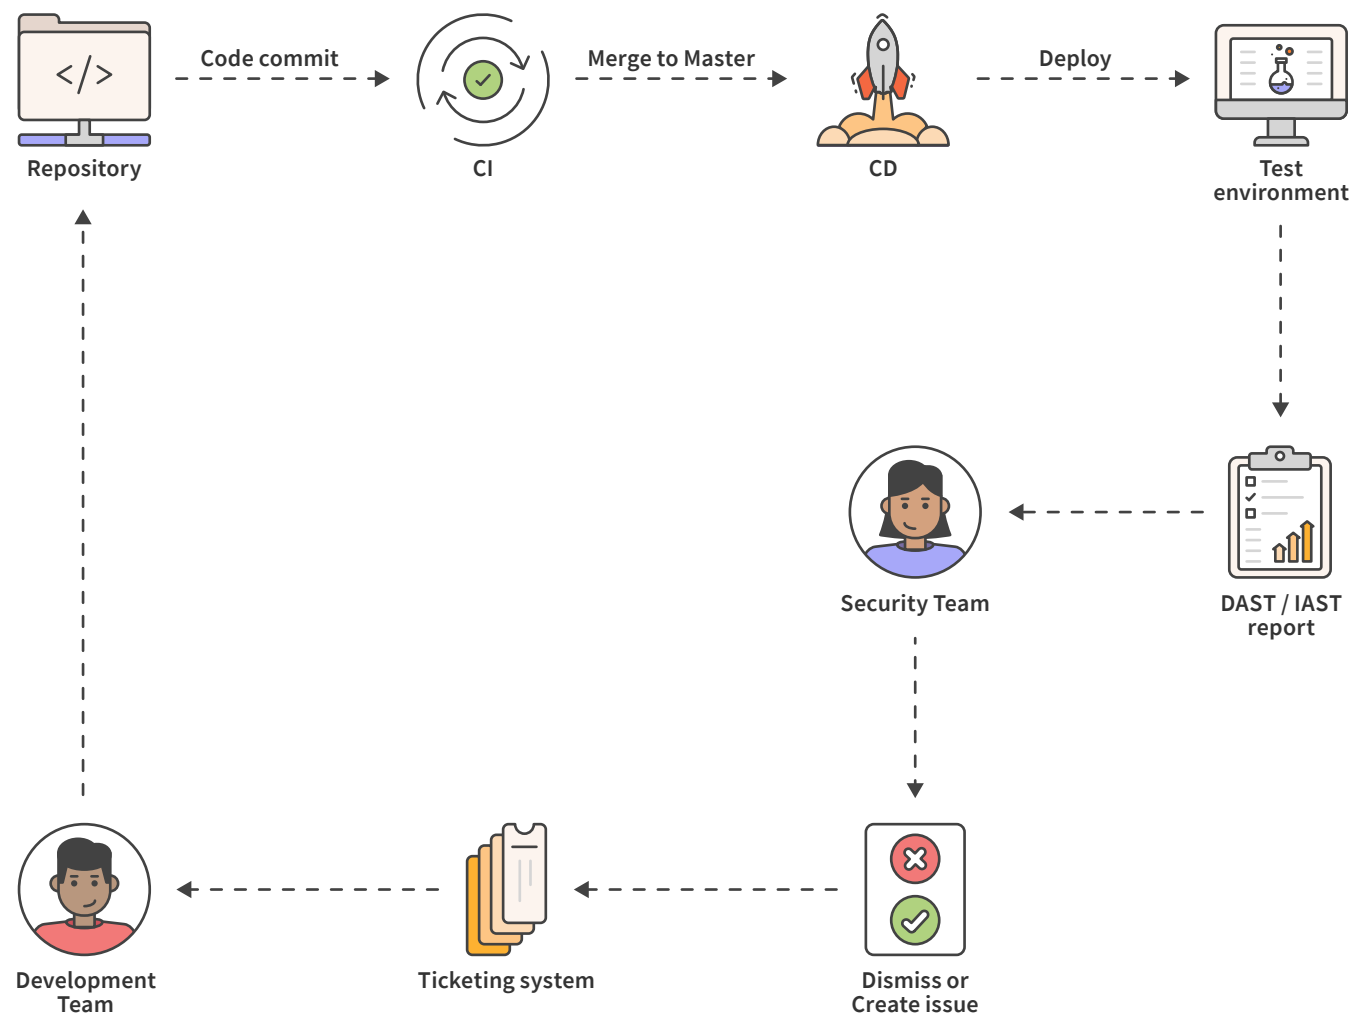 Code commit
Merge to Master
Deploy
</>
Repository
CI
CD
Test
environment
Security Team
DAST / IAST
report
Development
Team
Ticketing system
Dismiss or
Create issue